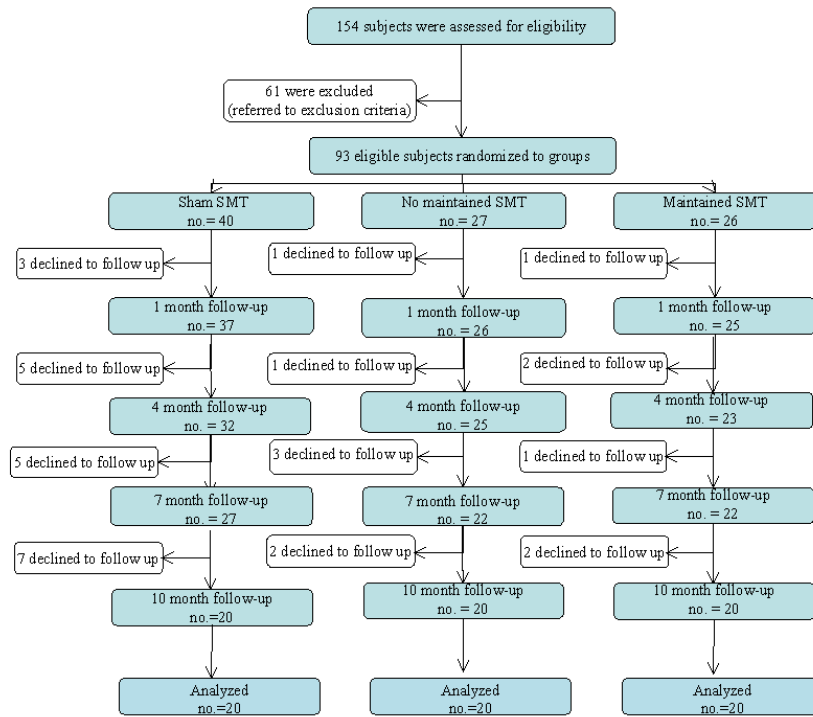 154 subjects were assessed for eligibility
61 were excluded
(referred to exclusion criteria)
93 eligible subjects randomized to groups
Sham SMT
no.= 40
No maintained SMT
no.= 27
Maintained SMT
no.= 26
3 declined to follow up
1 declined to follow up
1 declined to follow up
1 month follow-up
no.= 37
1 month follow-up
no. = 26
1 month follow-up
no.= 25
5 declined to follow up
1 declined to follow up
2 declined to follow up
4 month follow-up
no. = 32
4 month follow-up
no. = 25
4 month follow-up
no. = 23
5 declined to follow up
3 declined to follow up
1 declined to follow up
7 month follow-up
no. = 27
7 month follow-up
no. = 22
7 month follow-up
no. = 22
7 declined to follow up
2 declined to follow up
2 declined to follow up
10 month follow-up
no.=20
10 month follow-up
no. = 20
10 month follow-up
no. = 20
Analyzed
no.=20
Analyzed
no.=20
Analyzed
no.=20